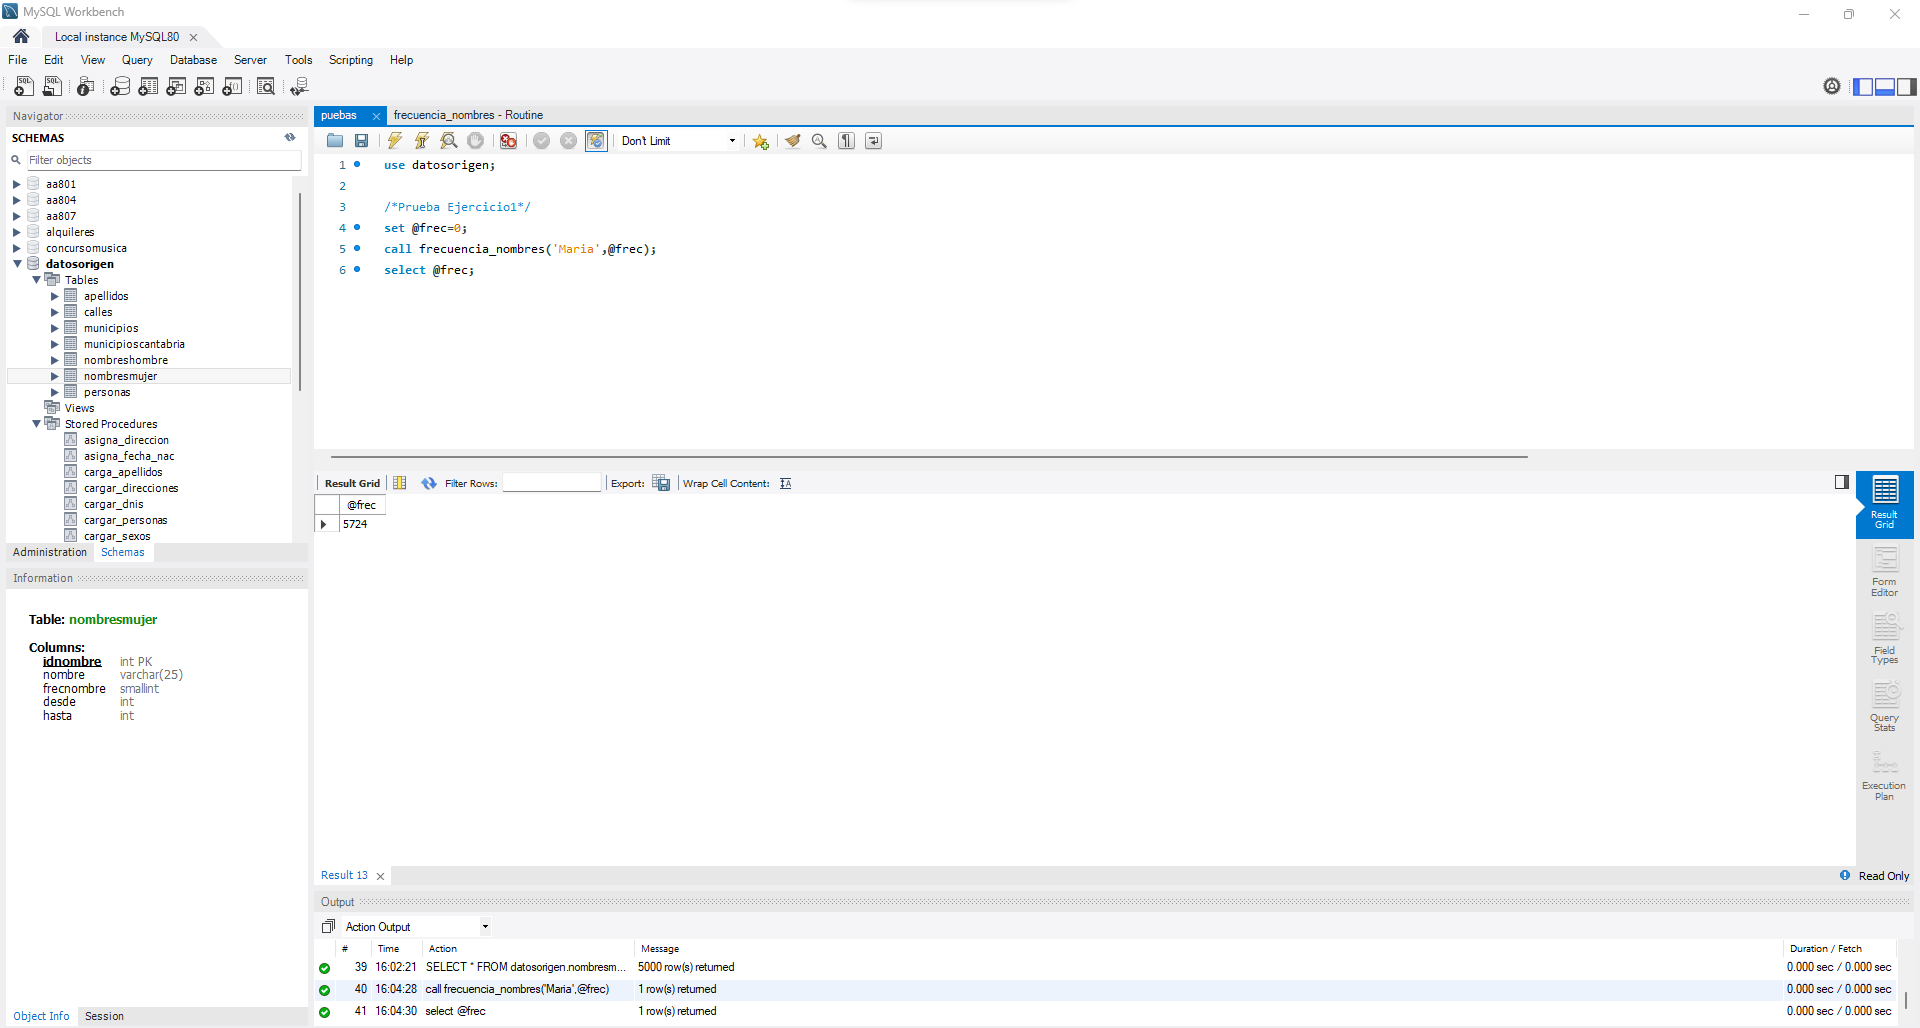 MySQL Workbench
Local instance MySQL80
File Edit View Query Database Server Tools Scripting Help
Navigator
SCHEMAS
Filter objects
aa801
aa804
aa807
alquileres
concursomusica
datosorigen
Tables
apellidos
calles
municipios
municipioscantabria
nombreshombre
nombresmujer
personas
Views
Stored Procedures
asigna_direccion
asigna_fecha_nac
carga_apellidos
cargar_direcciones
cargar_dnis
cargar_personas
cargar_sexos
Administration Schemas
Information
Table: nombresmujer
Columns:
idnombre int PK
nombre varchar(25)
frecnombre smallint
desde int
hasta int
Object Info Session
puebas frecuencia_nombres - Routine
Don't Limit
1 use datosorigen;
2
3 /*Prueba Ejercicio1*/
4 set @frec=0;
5 call frecuencia_nombres('Maria',@frec);
6 select @frec;
Result Grid Filter Rows: Export: Wrap Cell Content:
@frec
5724
Result Grid
Form Editor
Field Types
Query Stats
Execution Plan
Result 13 Read Only
Output
Action Output
# Time Action Message Duration / Fetch
39 16:02:21 SELECT * FROM datosorigen.nombresm... 5000 row(s) returned 0.000 sec / 0.000 sec
40 16:04:28 call frecuencia_nombres('Maria',@frec) 1 row(s) returned 0.000 sec / 0.000 sec
41 16:04:30 select @frec 1 row(s) returned 0.000 sec / 0.000 sec